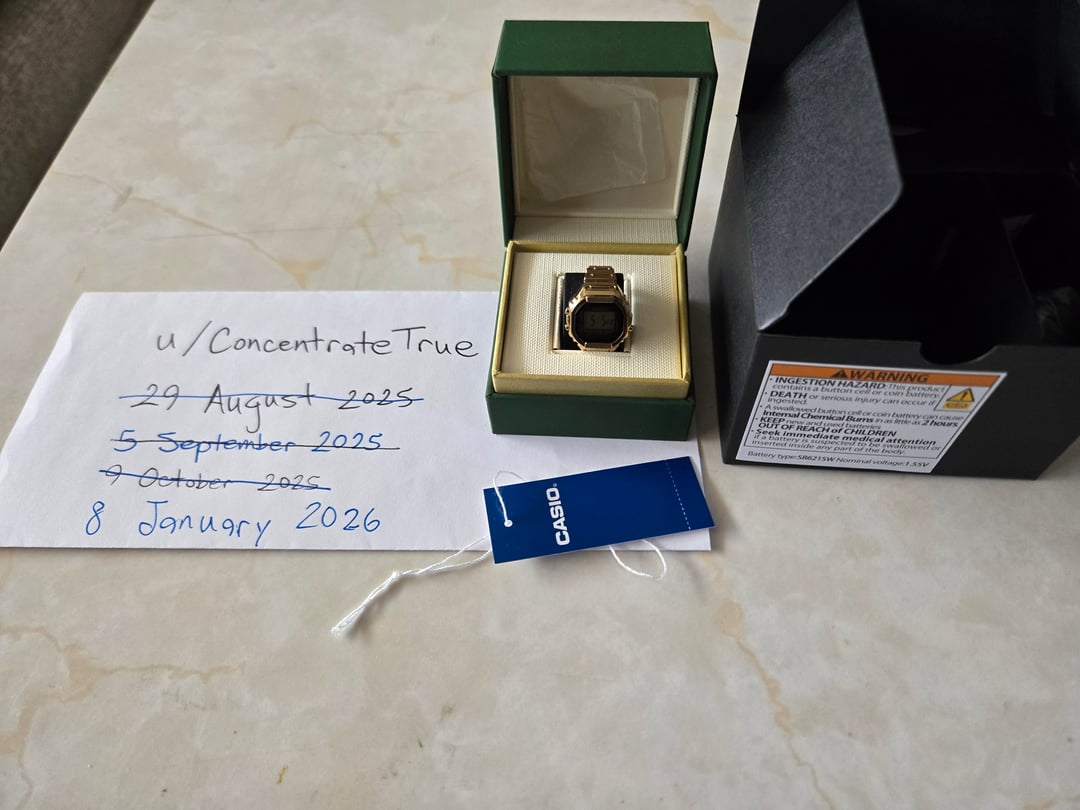 u/ConcentrateTrue
29 August 2025
5 September 2025
9 October 2025
8 January 2026
CASIO
WARNING
· INGESTION HAZARD: This product
contains a button cell or coin battery.
· DEATH or serious injury can occur if
ingested.
· A swallowed button cell or coin battery can cause
Internal Chemical Burns in as little as 2 hours.
· KEEP new and used batteries
OUT OF REACH of CHILDREN
· Seek immediate medical attention
if a battery is suspected to be swallowed or
inserted inside any part of the body.
Battery type:SR621SW Nominal voltage:1.55V